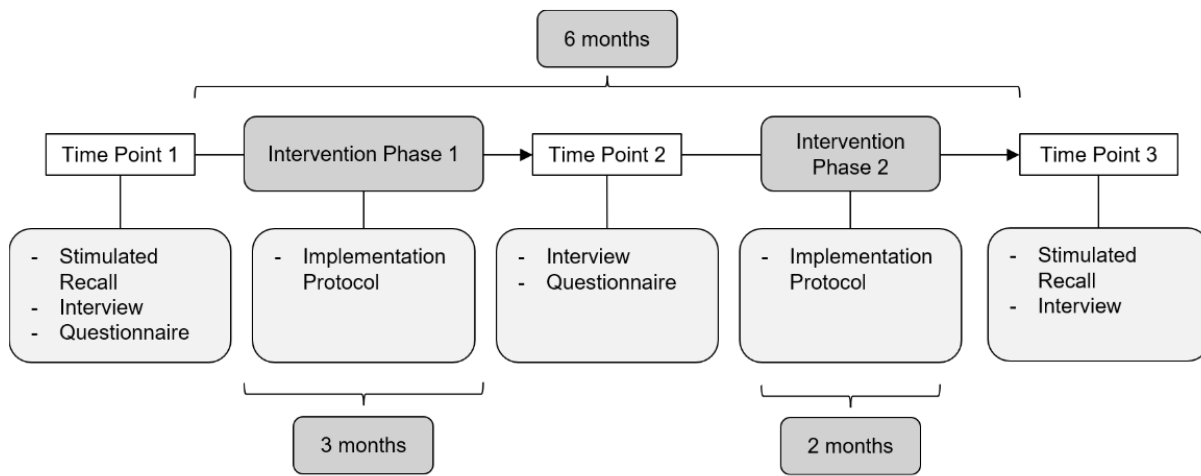 6 months
Time Point 1
Intervention Phase 1
Time Point 2
Intervention
Phase 2
Time Point 3
- Stimulated
Recall
- Interview
- Questionnaire
- Implementation
Protocol
- Interview
- Questionnaire
- Implementation
Protocol
- Stimulated
Recall
- Interview
3 months
2 months